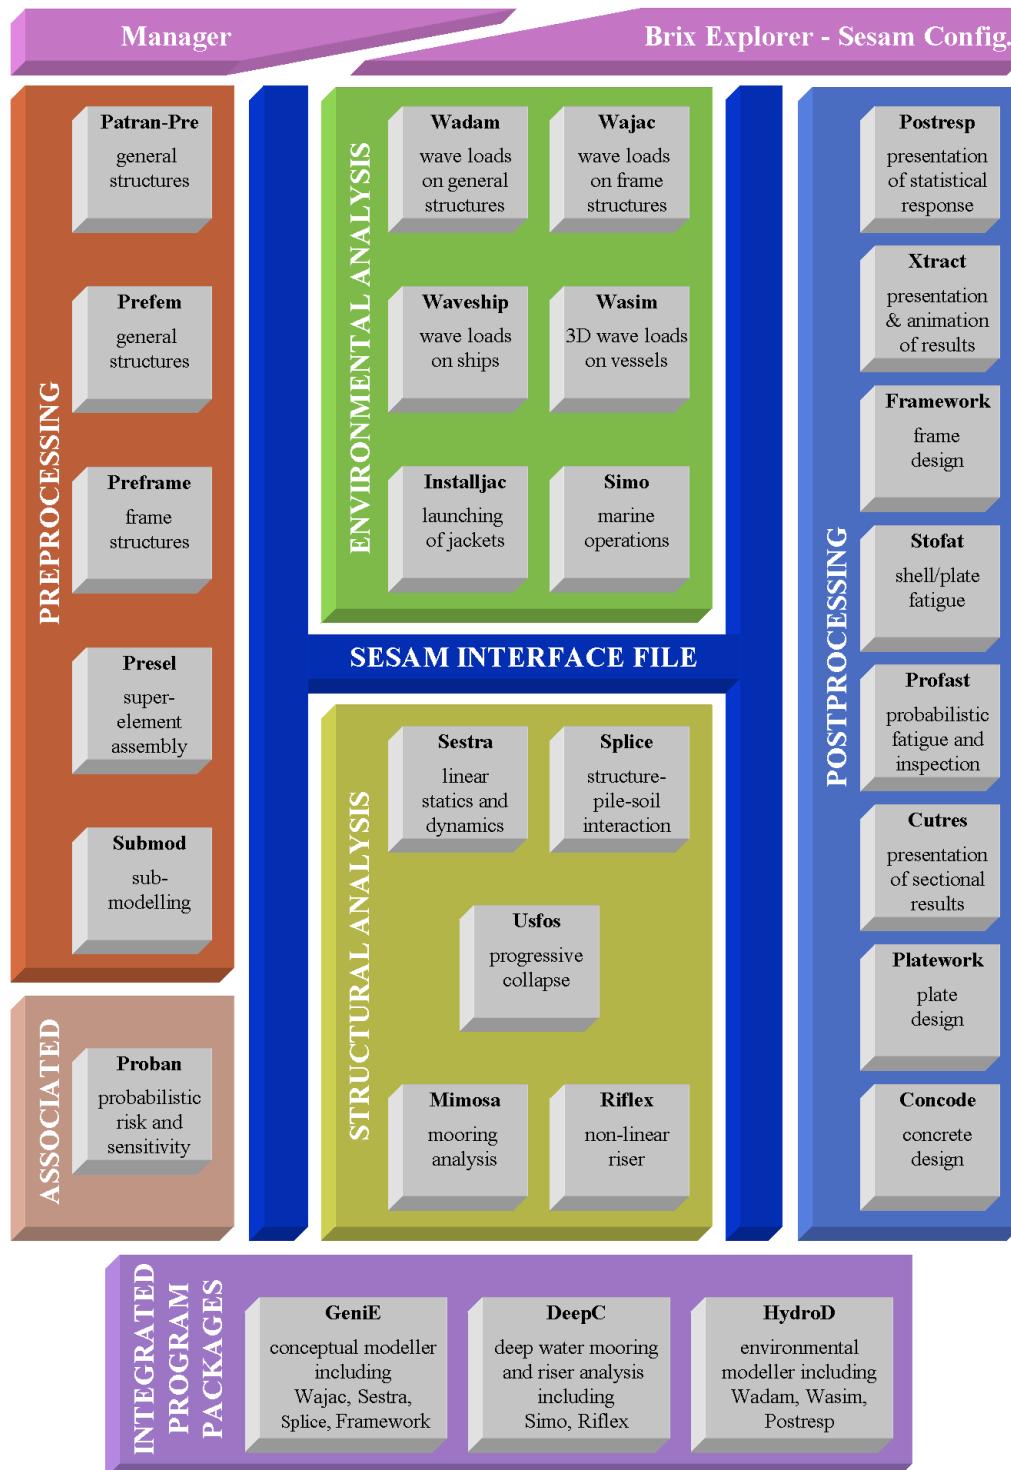 Manager
Brix Explorer - Sesam Config.
PREPROCESSING
Patran-Pre
general
structures
Prefem
general
structures
Preframe
frame
structures
Presel
super-
element
assembly
Submod
sub-
modelling
ASSOCIATED
Proban
probabilistic
risk and
sensitivity
ENVIRONMENTAL ANALYSIS
Wadam
wave loads
on general
structures
Wajac
wave loads
on frame
structures
Waveship
wave loads
on ships
Wasim
3D wave loads
on vessels
Installjac
launching
of jackets
Simo
marine
operations
SESAM INTERFACE FILE
STRUCTURAL ANALYSIS
Sestra
linear
statics and
dynamics
Splice
structure-
pile-soil
interaction
Usfos
progressive
collapse
Mimosa
mooring
analysis
Riflex
non-linear
riser
POSTPROCESSING
Postresp
presentation
of statistical
response
Xtract
presentation
& animation
of results
Framework
frame
design
Stofat
shell/plate
fatigue
Profast
probabilistic
fatigue and
inspection
Cutres
presentation
of sectional
results
Platework
plate
design
Concode
concrete
design
INTEGRATED
PROGRAM
PACKAGES
GeniE
conceptual modeller
including
Wajac, Sestra,
Splice, Framework
DeepC
deep water mooring
and riser analysis
including
Simo, Riflex
HydroD
environmental
modeller including
Wadam, Wasim,
Postresp